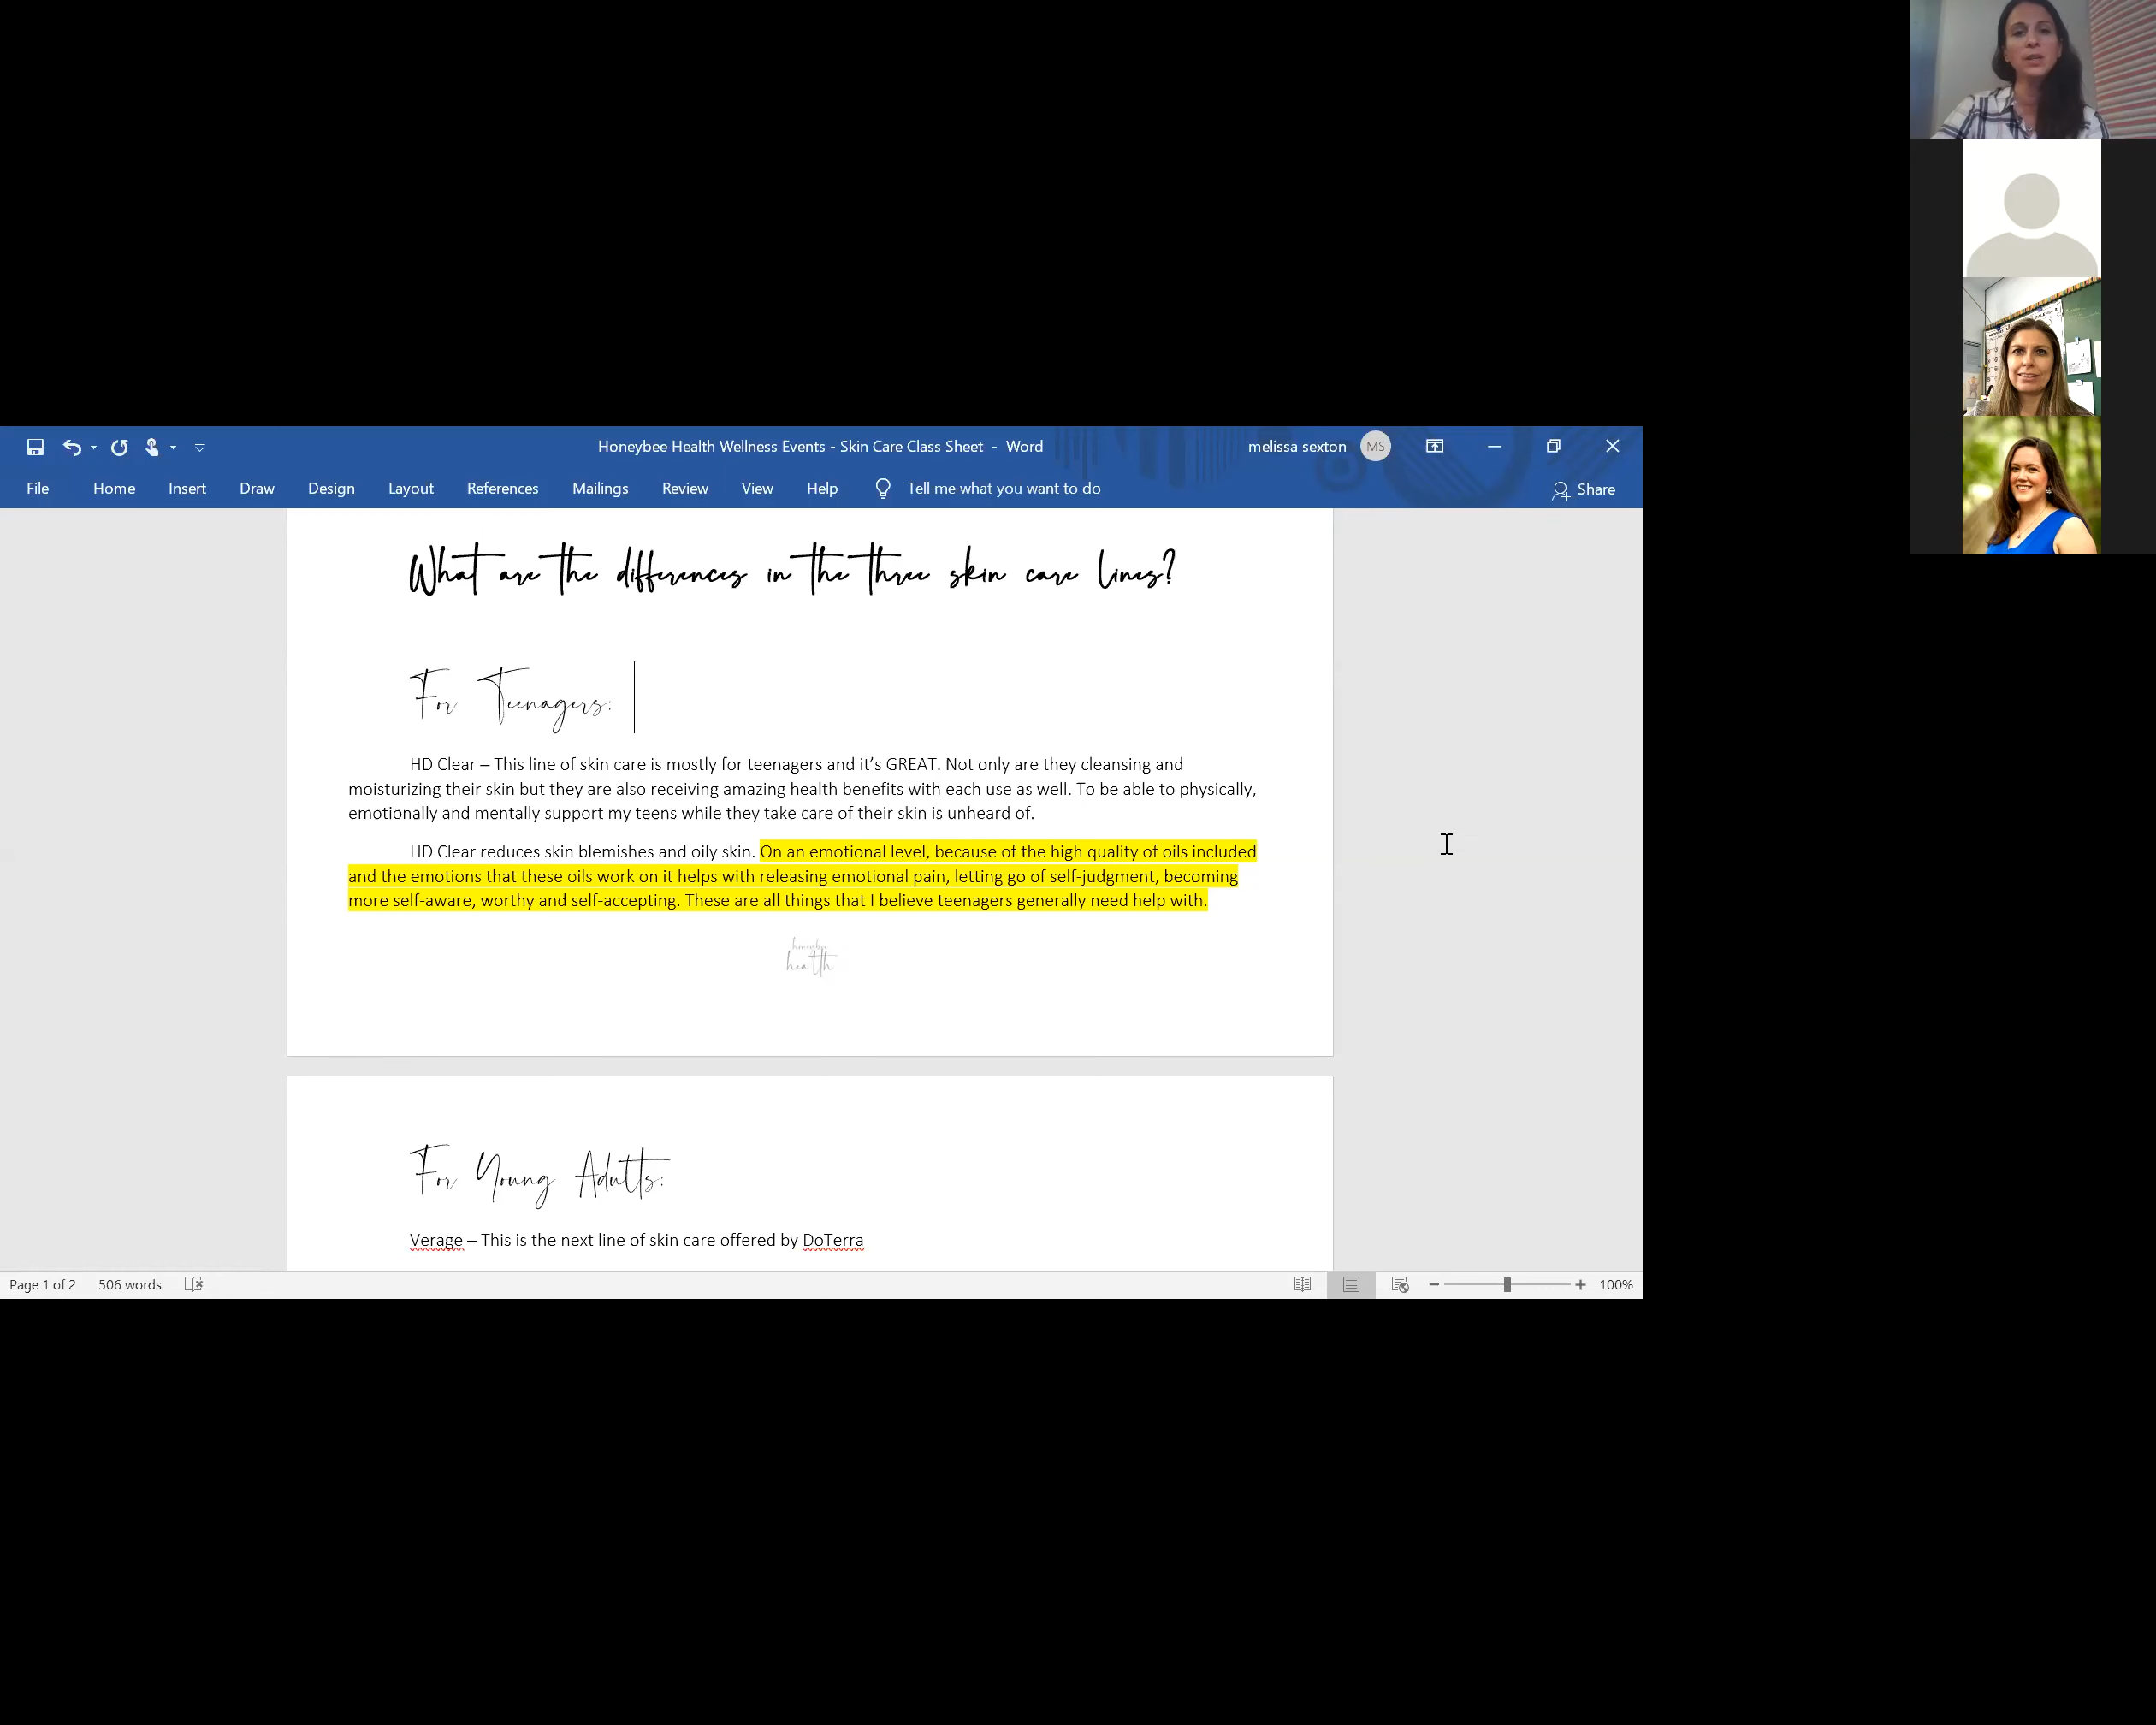 Honeybee Health Wellness Events - Skin Care Class Sheet - Word
melissa sexton MS
File Home Insert Draw Design Layout References Mailings Review View Help Tell me what you want to do Share
What are the differences in the three skin care lines?
For Teenagers:
HD Clear – This line of skin care is mostly for teenagers and it's GREAT. Not only are they cleansing and
moisturizing their skin but they are also receiving amazing health benefits with each use as well. To be able to physically,
emotionally and mentally support my teens while they take care of their skin is unheard of.
HD Clear reduces skin blemishes and oily skin. On an emotional level, because of the high quality of oils included
and the emotions that these oils work on it helps with releasing emotional pain, letting go of self-judgment, becoming
more self-aware, worthy and self-accepting. These are all things that I believe teenagers generally need help with.
honeybee
health
For Young Adults:
Verage – This is the next line of skin care offered by DoTerra
Page 1 of 2 506 words 100%